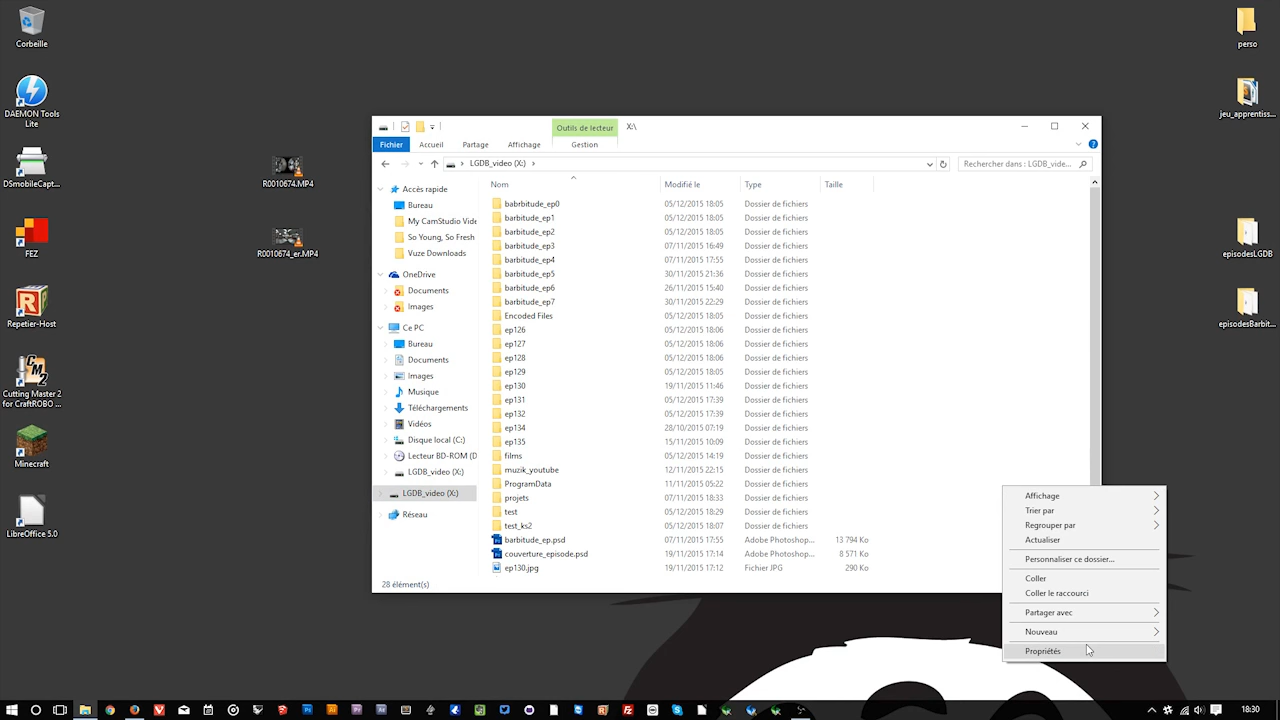 Corbeille
DAEMON Tools
Lite
DSmobileCapt...
FEZ
Repetier-Host
Cutting Master 2
for CraftROBO ...
Minecraft
LibreOffice 5.0
R0010674.MP4
R0010674_er.MP4
perso
jeu_apprentis...
episodesLGDB
episodesBarbit...
Outils de lecteur
X:\
Fichier
Accueil
Partage
Affichage
Gestion
LGDB_video (X:)
Rechercher dans : LGDB_vide...
Accès rapide
Bureau
My CamStudio Vide
So Young, So Fresh
Vuze Downloads
OneDrive
Documents
Images
Ce PC
Bureau
Documents
Images
Musique
Téléchargements
Vidéos
Disque local (C:)
Lecteur BD-ROM (D
LGDB_video (X:)
LGDB_video (X:)
Réseau
Nom Modifié le Type Taille
babrbitude_ep0 05/12/2015 18:05 Dossier de fichiers
barbitude_ep1 05/12/2015 18:05 Dossier de fichiers
barbitude_ep2 05/12/2015 18:05 Dossier de fichiers
barbitude_ep3 07/11/2015 16:49 Dossier de fichiers
barbitude_ep4 07/11/2015 17:55 Dossier de fichiers
barbitude_ep5 30/11/2015 21:36 Dossier de fichiers
barbitude_ep6 26/11/2015 15:40 Dossier de fichiers
barbitude_ep7 30/11/2015 22:29 Dossier de fichiers
Encoded Files 05/12/2015 18:05 Dossier de fichiers
ep126 05/12/2015 18:06 Dossier de fichiers
ep127 05/12/2015 18:06 Dossier de fichiers
ep128 05/12/2015 18:06 Dossier de fichiers
ep129 05/12/2015 18:05 Dossier de fichiers
ep130 19/11/2015 11:46 Dossier de fichiers
ep131 05/12/2015 17:39 Dossier de fichiers
ep132 05/12/2015 17:39 Dossier de fichiers
ep134 28/10/2015 07:19 Dossier de fichiers
ep135 15/11/2015 10:09 Dossier de fichiers
films 05/12/2015 14:19 Dossier de fichiers
muzik_youtube 12/11/2015 22:15 Dossier de fichiers
ProgramData 11/11/2015 05:22 Dossier de fichiers
projets 07/11/2015 18:33 Dossier de fichiers
test 05/12/2015 18:29 Dossier de fichiers
test_ks2 05/12/2015 18:07 Dossier de fichiers
barbitude_ep.psd 07/11/2015 17:55 Adobe Photoshop... 13 794 Ko
couverture_episode.psd 19/11/2015 17:14 Adobe Photoshop... 8 571 Ko
ep130.jpg 19/11/2015 17:12 Fichier JPG 290 Ko
28 élément(s)
Affichage
Trier par
Regrouper par
Actualiser
Personnaliser ce dossier...
Coller
Coller le raccourci
Partager avec
Nouveau
Propriétés
18:30